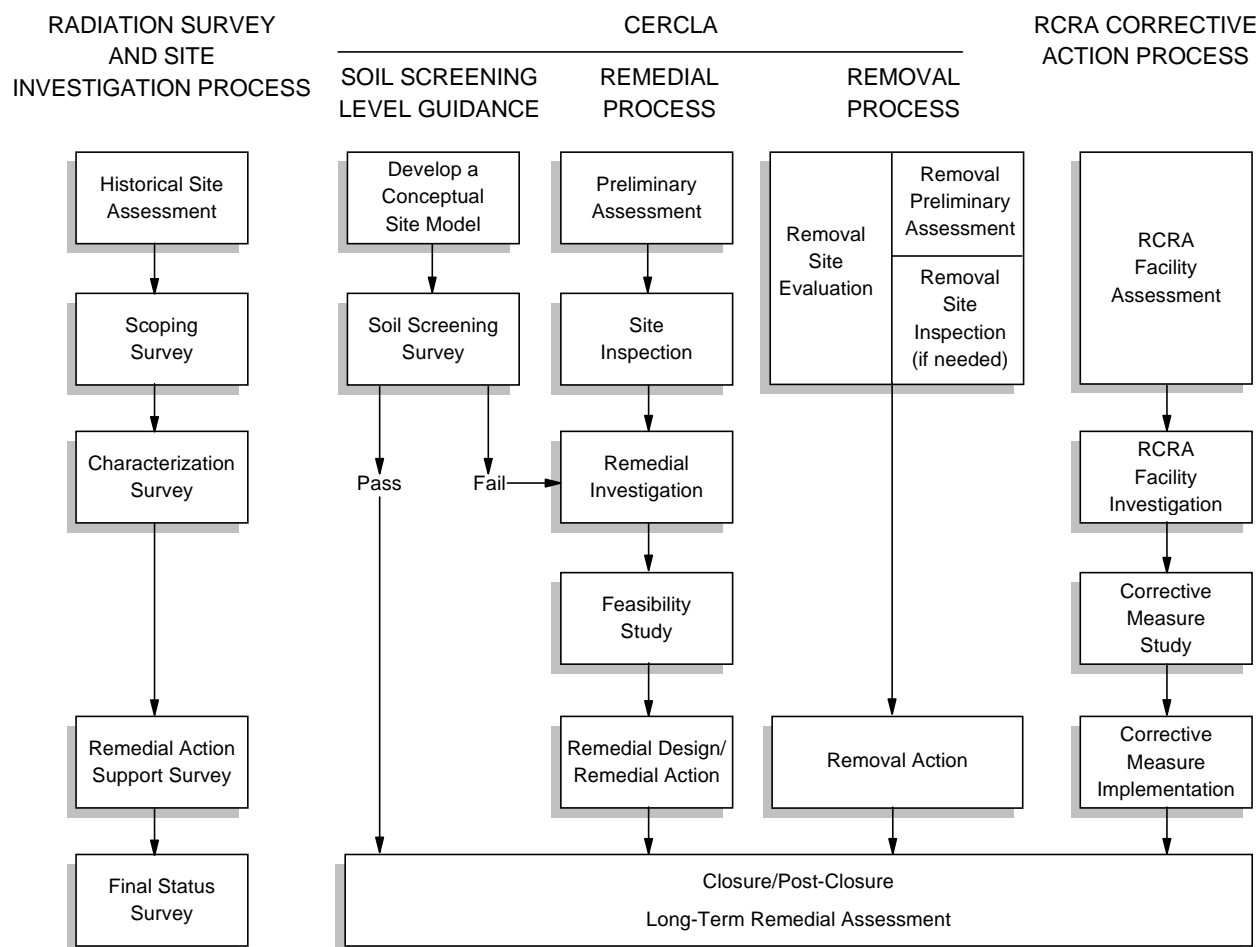 RADIATION SURVEY
AND SITE
INVESTIGATION PROCESS
CERCLA
SOIL SCREENING
LEVEL GUIDANCE
REMEDIAL
PROCESS
REMOVAL
PROCESS
RCRA CORRECTIVE
ACTION PROCESS
Historical Site
Assessment
Scoping
Survey
Characterization
Survey
Remedial Action
Support Survey
Final Status
Survey
Develop a
Conceptual
Site Model
Soil Screening
Survey
Pass
Fail
Preliminary
Assessment
Site
Inspection
Remedial
Investigation
Feasibility
Study
Remedial Design/
Remedial Action
Removal
Site
Evaluation
Removal
Preliminary
Assessment
Removal
Site
Inspection
(if needed)
Removal Action
RCRA
Facility
Assessment
RCRA
Facility
Investigation
Corrective
Measure
Study
Corrective
Measure
Implementation
Closure/Post-Closure
Long-Term Remedial Assessment